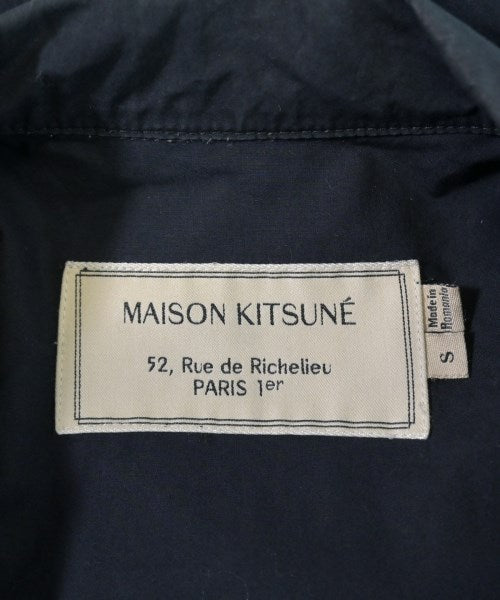 MAISON KITSUNÉ
52, Rue de Richelieu
PARIS 1er
Made in
Romania
S